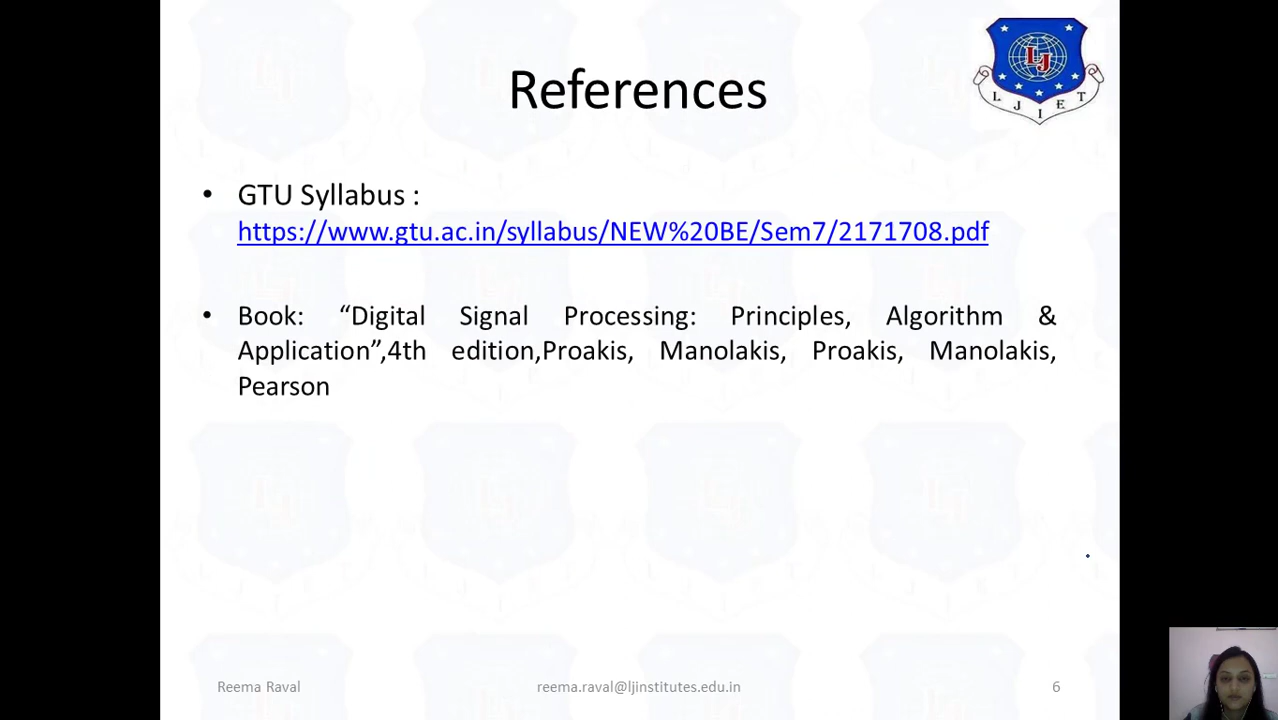 LJ
L J I E T
References
• GTU Syllabus :
https://www.gtu.ac.in/syllabus/NEW%20BE/Sem7/2171708.pdf
• Book: “Digital Signal Processing: Principles, Algorithm &
Application”,4th edition,Proakis, Manolakis, Proakis, Manolakis,
Pearson
Reema Raval
reema.raval@ljinstitutes.edu.in
6